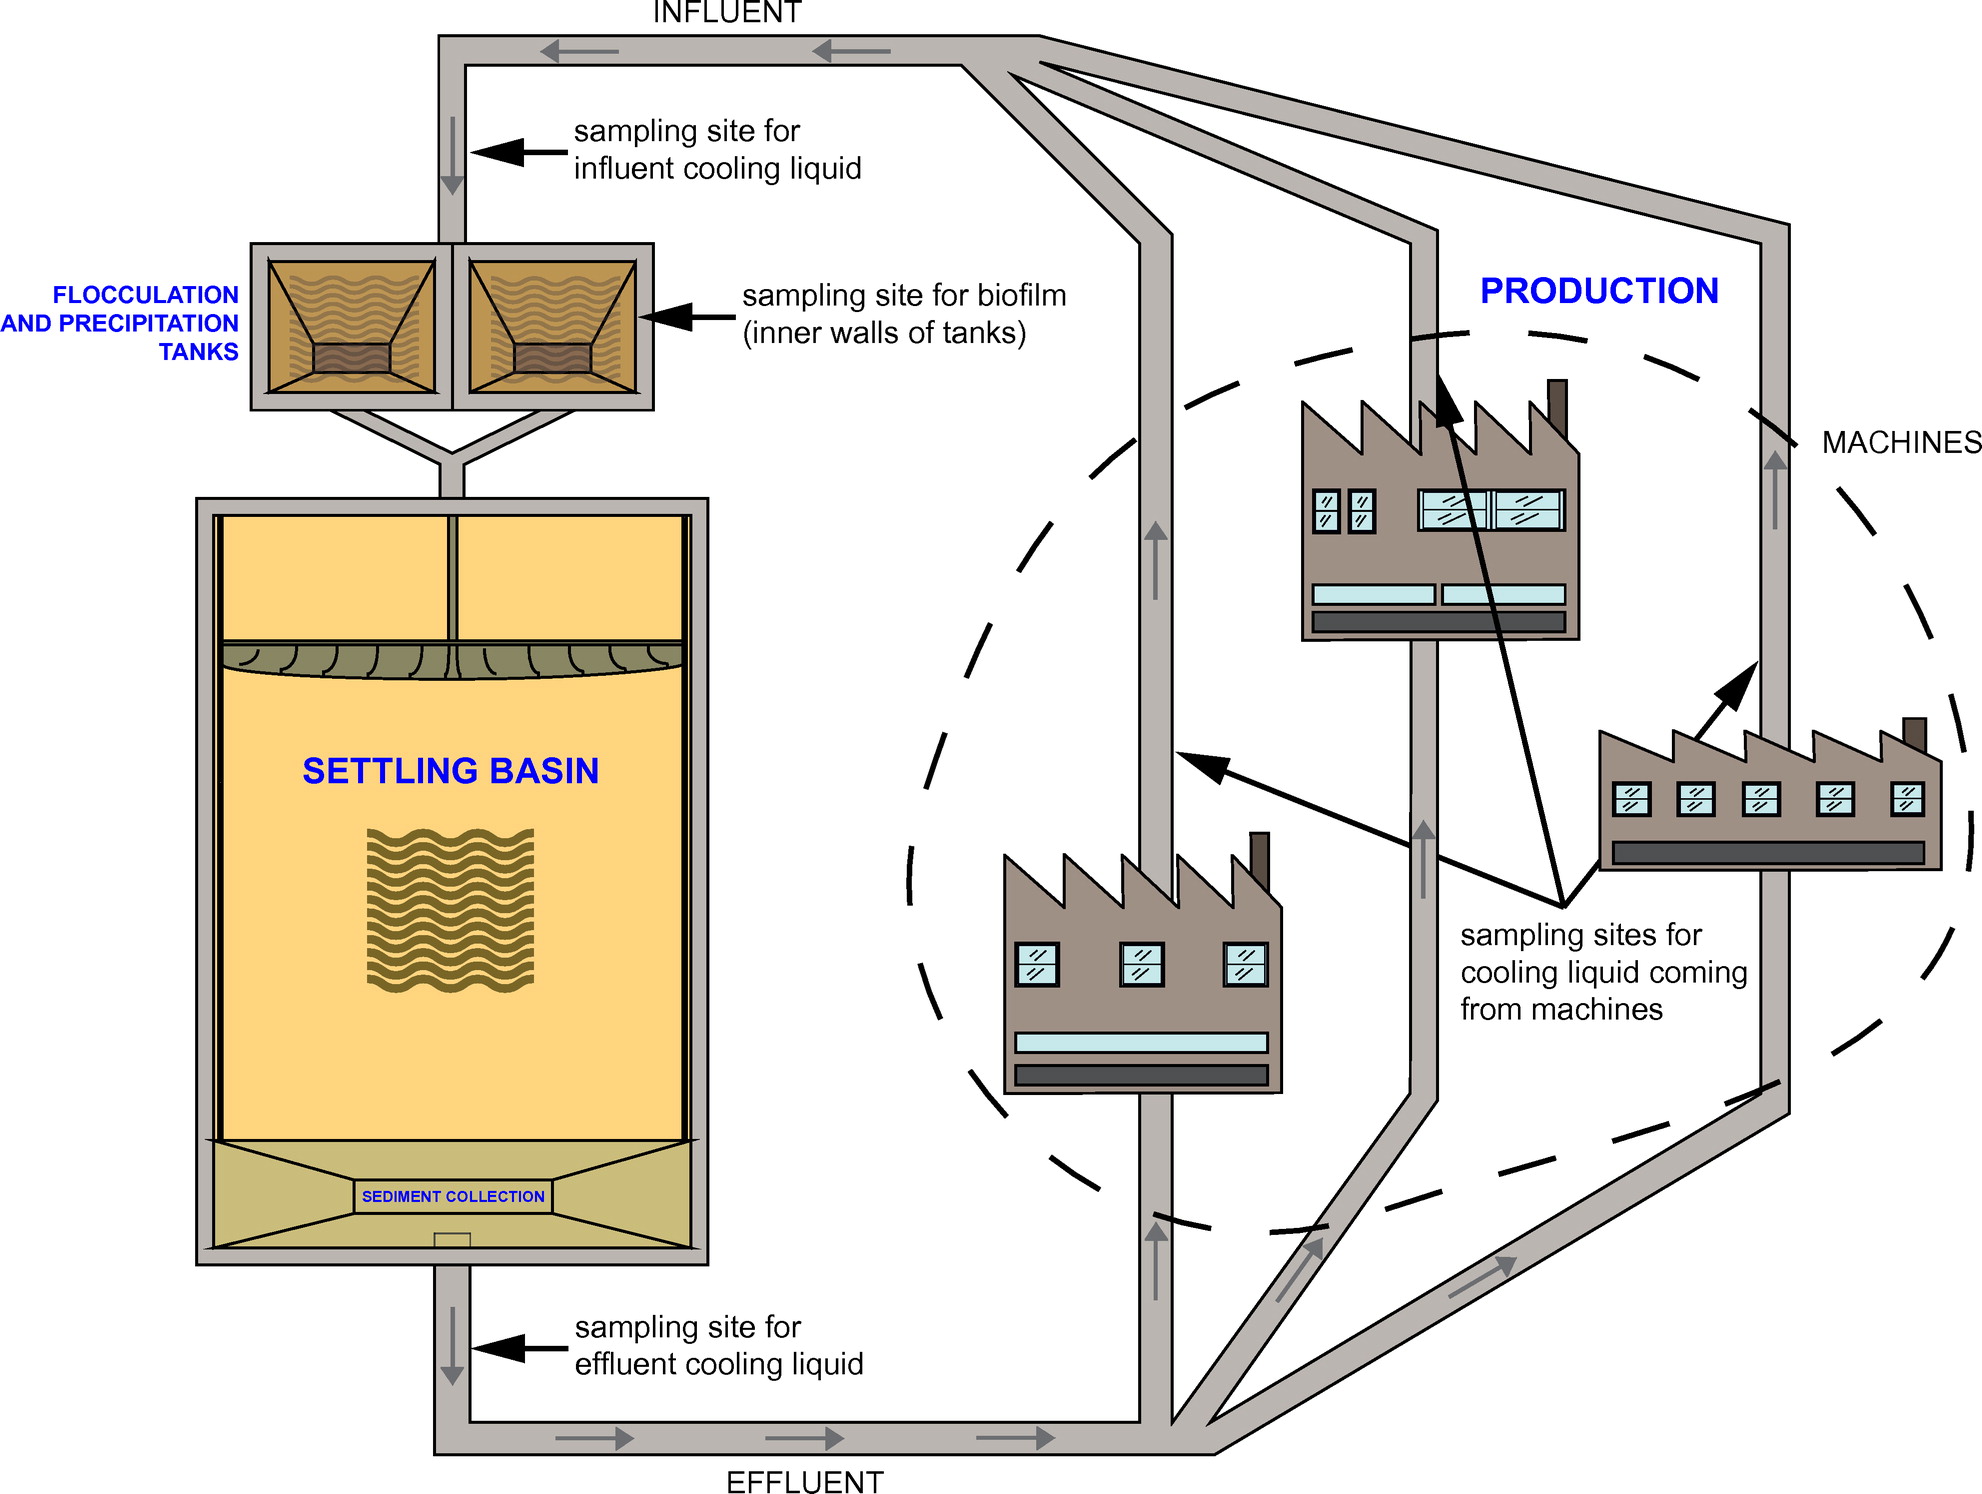 INFLUENT
sampling site for
influent cooling liquid
FLOCCULATION
AND PRECIPITATION
TANKS
sampling site for biofilm
(inner walls of tanks)
PRODUCTION
MACHINES
SETTLING BASIN
sampling sites for
cooling liquid coming
from machines
SEDIMENT COLLECTION
sampling site for
effluent cooling liquid
EFFLUENT